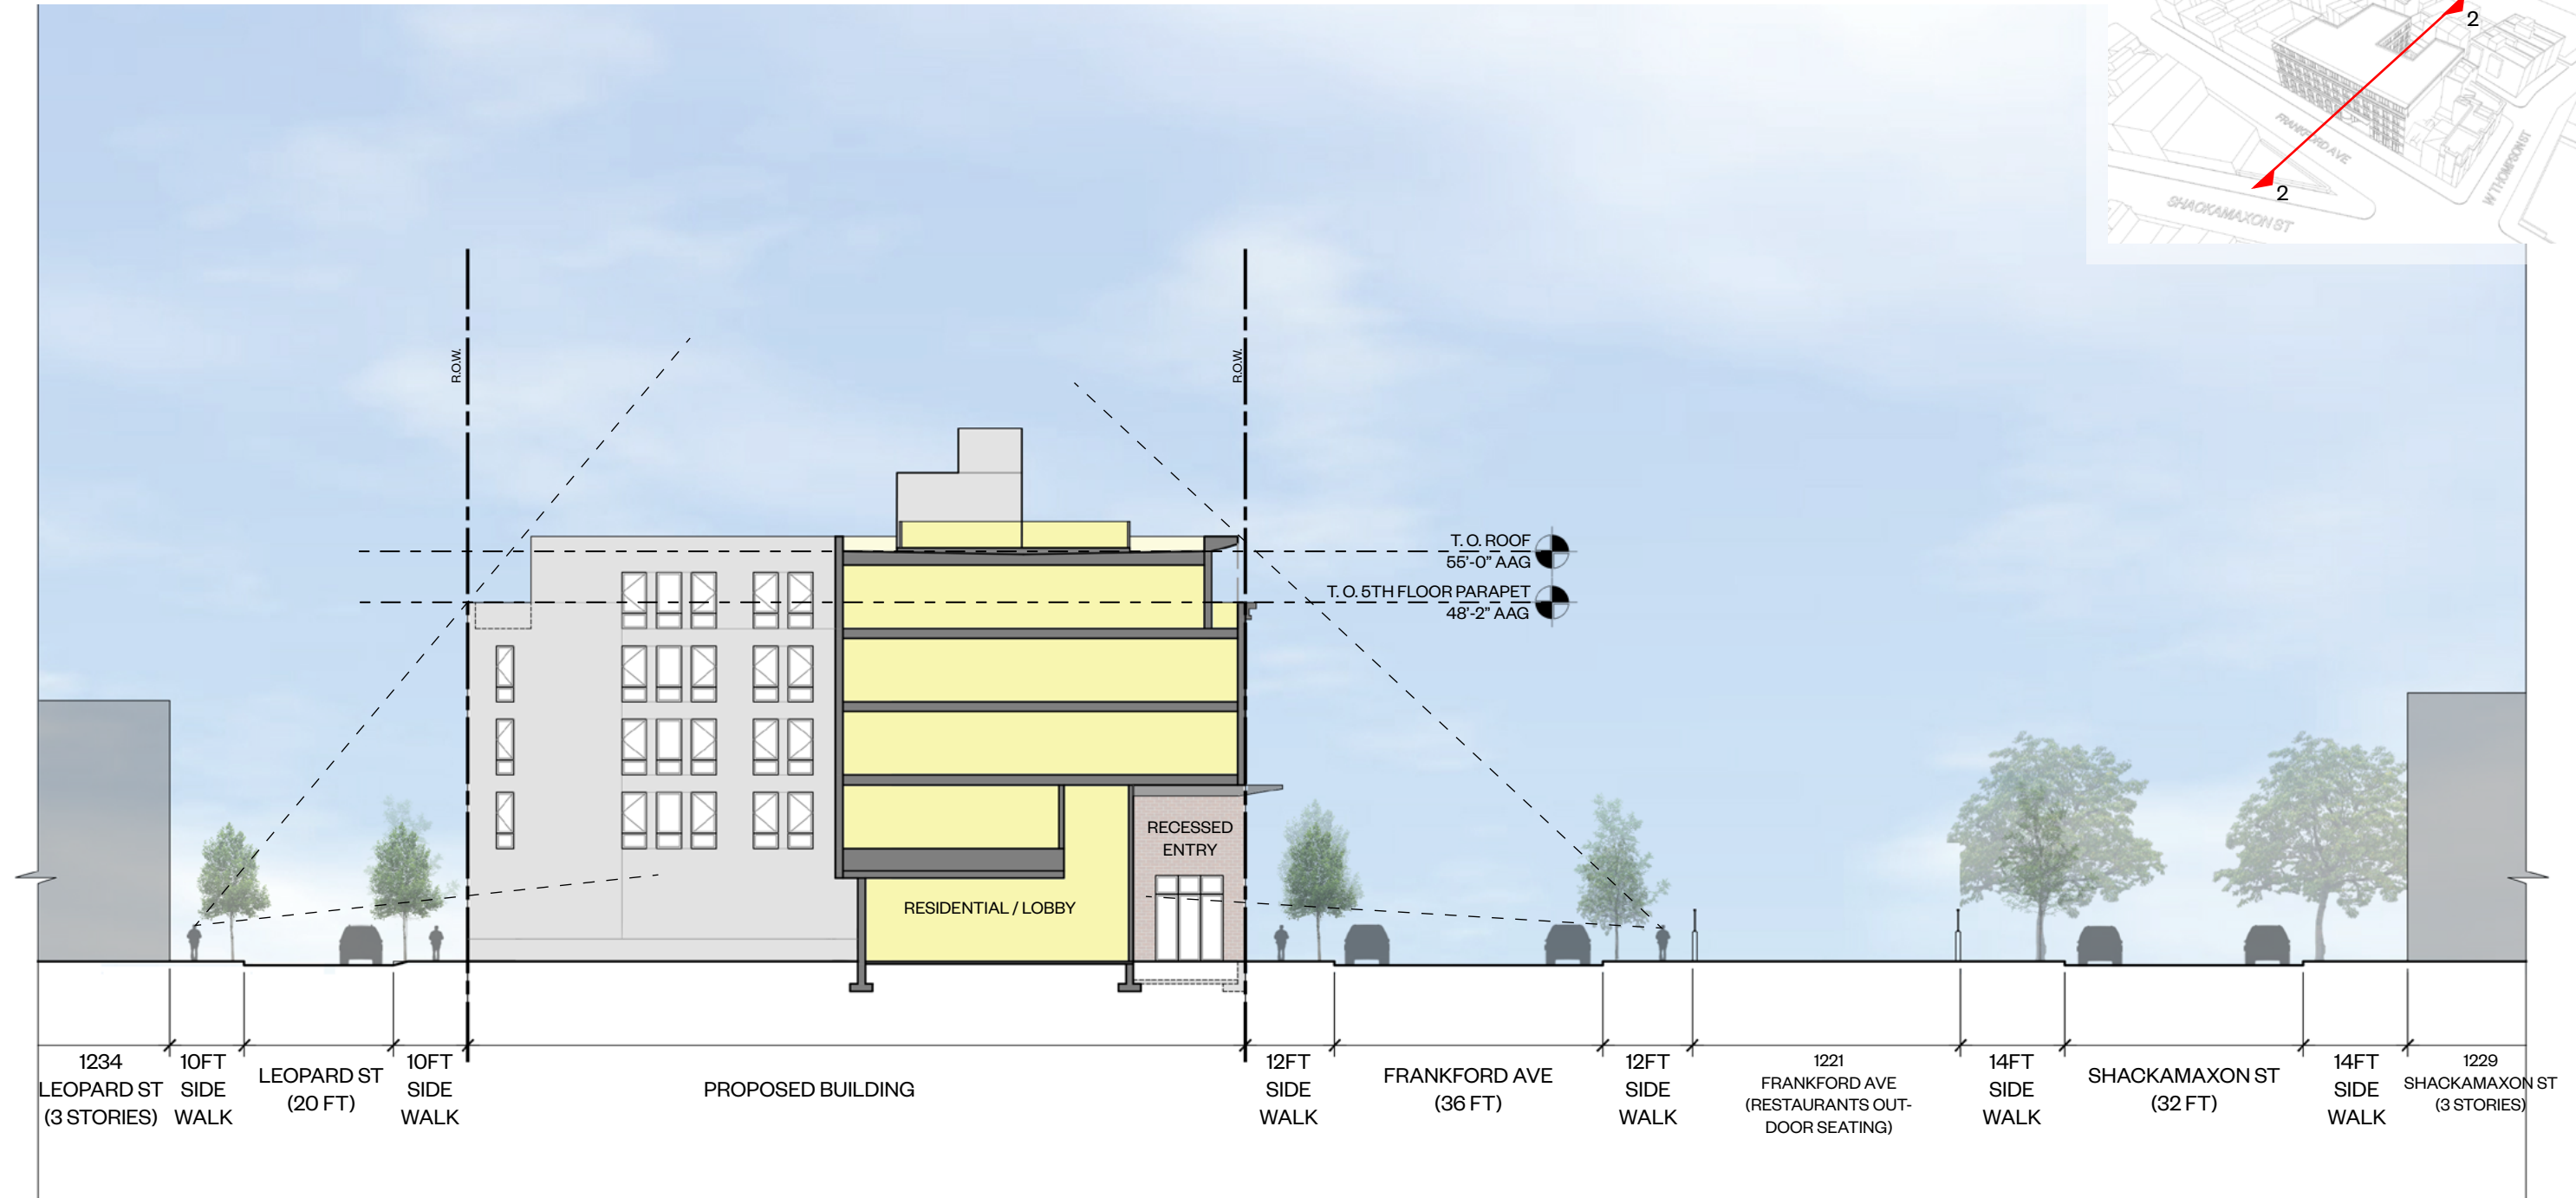 2
FRANKFORD AVE
W THOMPSON ST
2
SHACKAMAXON ST
R.O.W.
R.O.W.
T. O. ROOF
55'-0" AAG
T. O. 5TH FLOOR PARAPET
48'-2" AAG
RECESSED
ENTRY
RESIDENTIAL / LOBBY
1234
LEOPARD ST
(3 STORIES)
10FT
SIDE
WALK
LEOPARD ST
(20 FT)
10FT
SIDE
WALK
PROPOSED BUILDING
12FT
SIDE
WALK
FRANKFORD AVE
(36 FT)
12FT
SIDE
WALK
1221
FRANKFORD AVE
(RESTAURANTS OUT-
DOOR SEATING)
14FT
SIDE
WALK
SHACKAMAXON ST
(32 FT)
14FT
SIDE
WALK
1229
SHACKAMAXON ST
(3 STORIES)